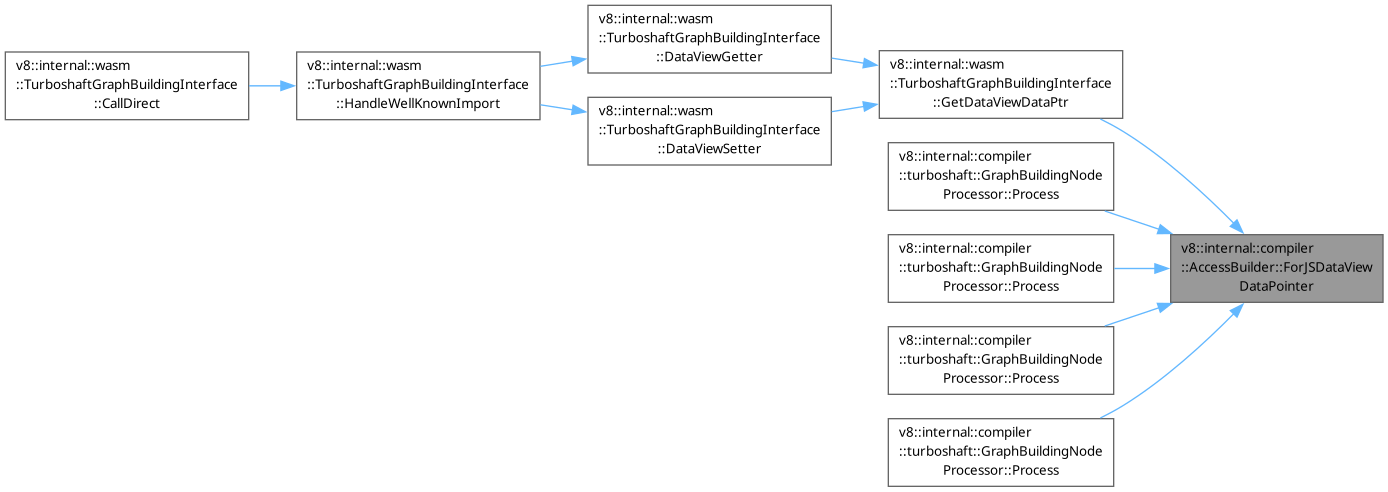 v8::internal::wasm
::TurboshaftGraphBuildingInterface
::CallDirect
v8::internal::wasm
::TurboshaftGraphBuildingInterface
::HandleWellKnownImport
v8::internal::wasm
::TurboshaftGraphBuildingInterface
::DataViewGetter
v8::internal::wasm
::TurboshaftGraphBuildingInterface
::DataViewSetter
v8::internal::wasm
::TurboshaftGraphBuildingInterface
::GetDataViewDataPtr
v8::internal::compiler
::turboshaft::GraphBuildingNode
Processor::Process
v8::internal::compiler
::turboshaft::GraphBuildingNode
Processor::Process
v8::internal::compiler
::turboshaft::GraphBuildingNode
Processor::Process
v8::internal::compiler
::turboshaft::GraphBuildingNode
Processor::Process
v8::internal::compiler
::AccessBuilder::ForJSDataView
DataPointer